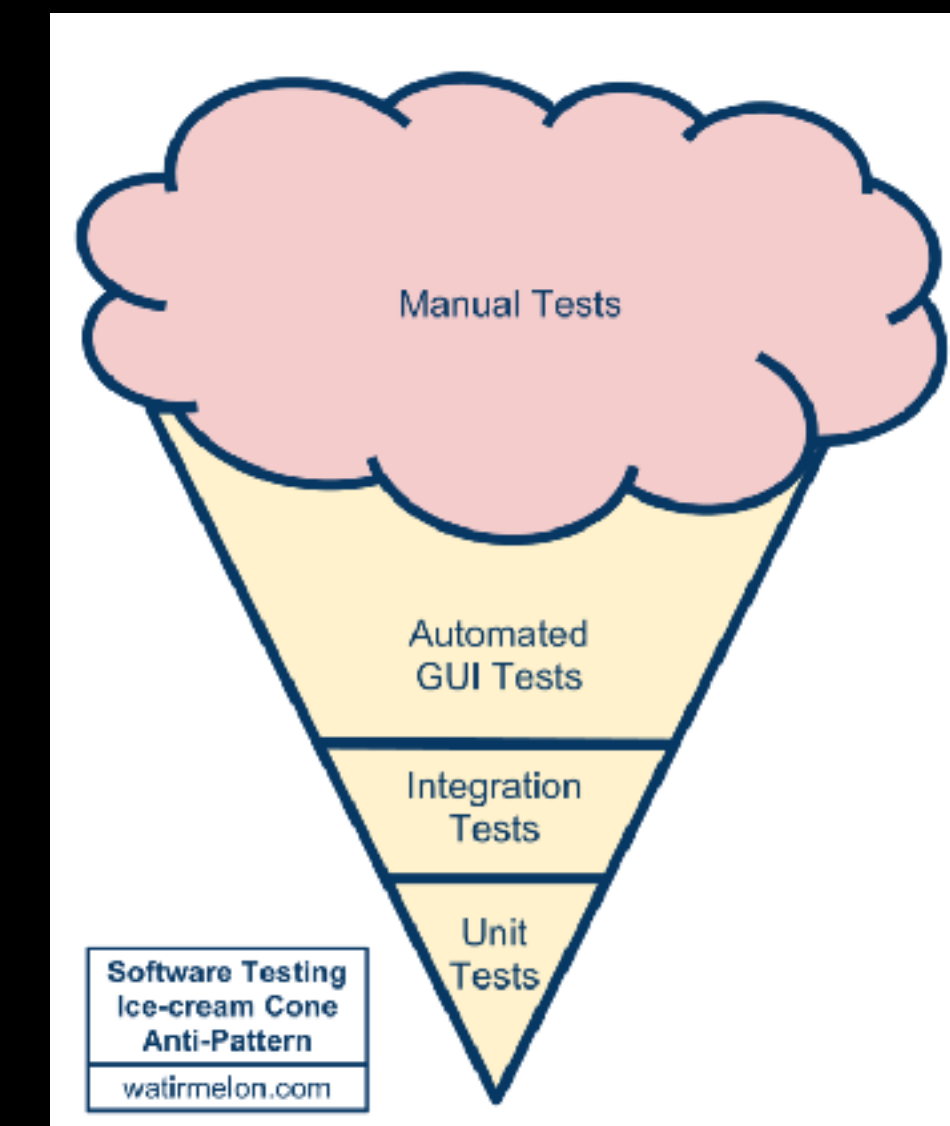 Manual Tests
Automated
GUI Tests
Integration
Tests
Unit
Tests
Software Testing
Ice-cream Cone
Anti-Pattern
watirmelon.com